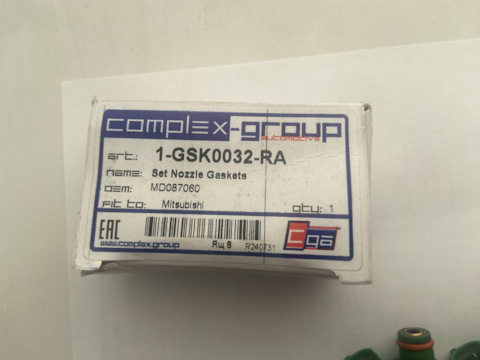 complex-group
automotive
art.: 1-GSK0032-RA
name: Set Nozzle Gaskets
oem: MD087060
fit to: Mitsubishi qty: 1
EAC
www.complex.group Ящ 8 R240731
cga